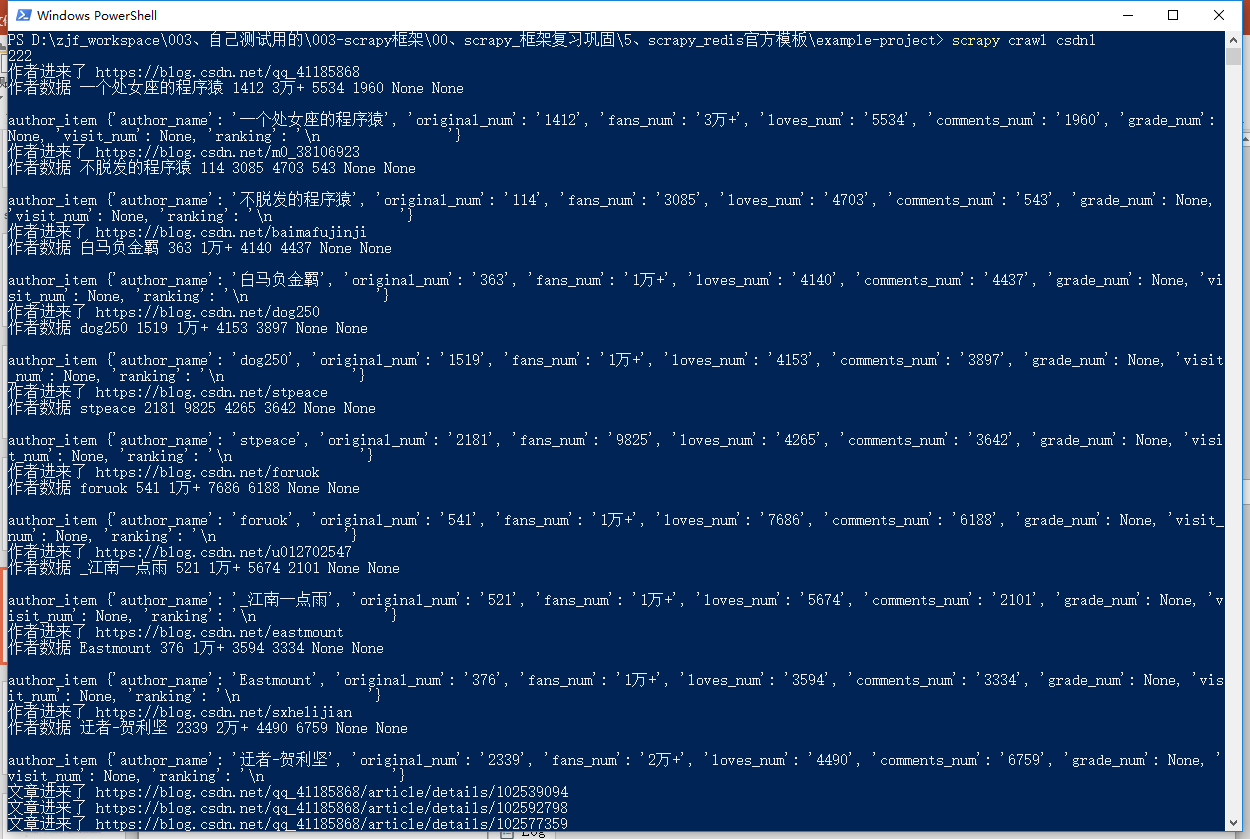 Windows PowerShell
PS D:\zjf_workspace\003、自己测试用的\003-scrapy框架\00、scrapy_框架复习巩固\5、scrapy_redis官方模板\example-project> scrapy crawl csdn1
222
作者进来了 https://blog.csdn.net/qq_41185868
作者数据 一个处女座的程序猿 1412 3万+ 5534 1960 None None
author_item {'author_name': '一个处女座的程序猿', 'original_num': '1412', 'fans_num': '3万+', 'loves_num': '5534', 'comments_num': '1960', 'grade_num':
None, 'visit_num': None, 'ranking': '\n                '}
作者进来了 https://blog.csdn.net/m0_38106923
作者数据 不脱发的程序猿 114 3085 4703 543 None None
author_item {'author_name': '不脱发的程序猿', 'original_num': '114', 'fans_num': '3085', 'loves_num': '4703', 'comments_num': '543', 'grade_num': None,
'visit_num': None, 'ranking': '\n                '}
作者进来了 https://blog.csdn.net/baimafujinji
作者数据 白马负金羁 363 1万+ 4140 4437 None None
author_item {'author_name': '白马负金羁', 'original_num': '363', 'fans_num': '1万+', 'loves_num': '4140', 'comments_num': '4437', 'grade_num': None, 'vi
sit_num': None, 'ranking': '\n                '}
作者进来了 https://blog.csdn.net/dog250
作者数据 dog250 1519 1万+ 4153 3897 None None
author_item {'author_name': 'dog250', 'original_num': '1519', 'fans_num': '1万+', 'loves_num': '4153', 'comments_num': '3897', 'grade_num': None, 'visit
_num': None, 'ranking': '\n                '}
作者进来了 https://blog.csdn.net/stpeace
作者数据 stpeace 2181 9825 4265 3642 None None
author_item {'author_name': 'stpeace', 'original_num': '2181', 'fans_num': '9825', 'loves_num': '4265', 'comments_num': '3642', 'grade_num': None, 'visi
t_num': None, 'ranking': '\n                '}
作者进来了 https://blog.csdn.net/foruok
作者数据 foruok 541 1万+ 7686 6188 None None
author_item {'author_name': 'foruok', 'original_num': '541', 'fans_num': '1万+', 'loves_num': '7686', 'comments_num': '6188', 'grade_num': None, 'visit_
num': None, 'ranking': '\n                '}
作者进来了 https://blog.csdn.net/u012702547
作者数据 _江南一点雨 521 1万+ 5674 2101 None None
author_item {'author_name': '_江南一点雨', 'original_num': '521', 'fans_num': '1万+', 'loves_num': '5674', 'comments_num': '2101', 'grade_num': None, 'v
isit_num': None, 'ranking': '\n                '}
作者进来了 https://blog.csdn.net/eastmount
作者数据 Eastmount 376 1万+ 3594 3334 None None
author_item {'author_name': 'Eastmount', 'original_num': '376', 'fans_num': '1万+', 'loves_num': '3594', 'comments_num': '3334', 'grade_num': None, 'vis
it_num': None, 'ranking': '\n                '}
作者进来了 https://blog.csdn.net/sxhelijian
作者数据 迂者-贺利坚 2339 2万+ 4490 6759 None None
author_item {'author_name': '迂者-贺利坚', 'original_num': '2339', 'fans_num': '2万+', 'loves_num': '4490', 'comments_num': '6759', 'grade_num': None, '
visit_num': None, 'ranking': '\n                '}
文章进来了 https://blog.csdn.net/qq_41185868/article/details/102539094
文章进来了 https://blog.csdn.net/qq_41185868/article/details/102592798
文章进来了 https://blog.csdn.net/qq_41185868/article/details/102577359